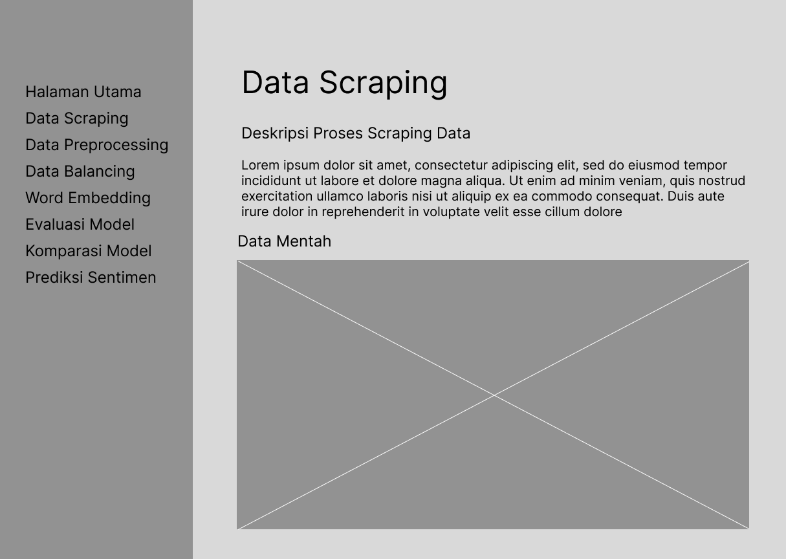 Halaman Utama
Data Scraping
Data Preprocessing
Data Balancing
Word Embedding
Evaluasi Model
Komparasi Model
Prediksi Sentimen
Data Scraping
Deskripsi Proses Scraping Data
Lorem ipsum dolor sit amet, consectetur adipiscing elit, sed do eiusmod tempor
incididunt ut labore et dolore magna aliqua. Ut enim ad minim veniam, quis nostrud
exercitation ullamco laboris nisi ut aliquip ex ea commodo consequat. Duis aute
irure dolor in reprehenderit in voluptate velit esse cillum dolore
Data Mentah